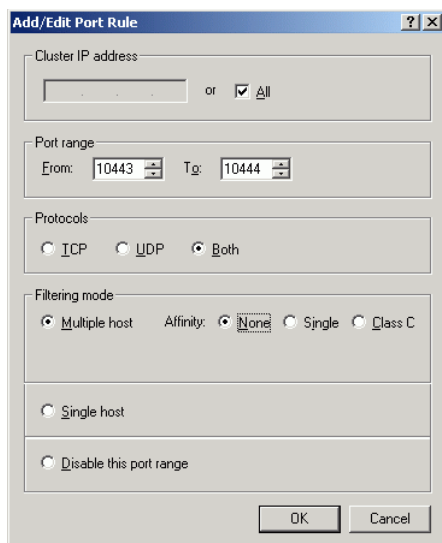 Add/Edit Port Rule
Cluster IP address
or All
Port range
From: 10443 To: 10444
Protocols
TCP UDP Both
Filtering mode
Multiple host Affinity: None Single Class C
Single host
Disable this port range
OK Cancel